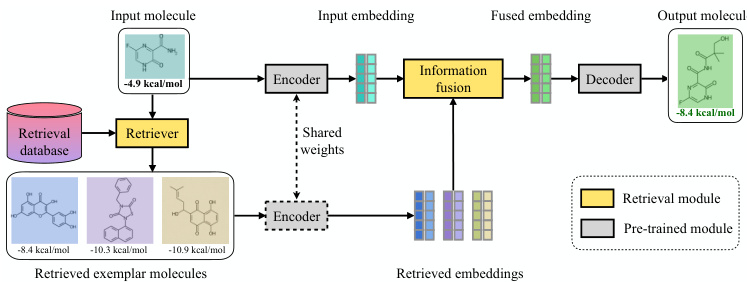 Input molecule
Input embedding
Fused embedding
Output molecul
-4.9 kcal/mol
Encoder
Information
fusion
Decoder
-8.4 kcal/mol
Retrieval
database
Retriever
Shared
weights
Encoder
-8.4 kcal/mol
-10.3 kcal/mol
-10.9 kcal/mol
Retrieved exemplar molecules
Retrieved embeddings
Retrieval module
Pre-trained module